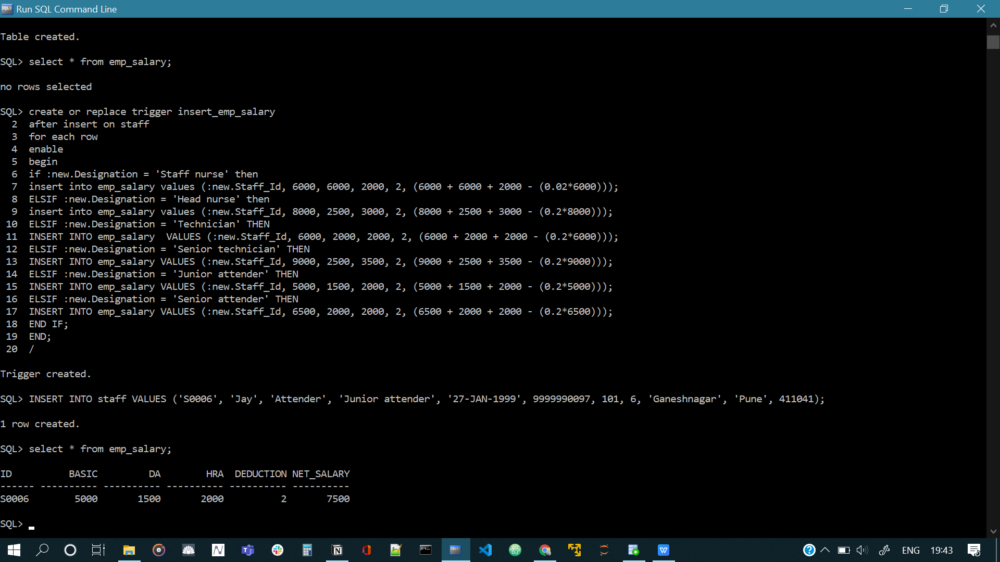 Run SQL Command Line
Table created.
SQL> select * from emp_salary;
no rows selected
SQL> create or replace trigger insert_emp_salary
2 after insert on staff
3 for each row
4 enable
5 begin
6 if :new.Designation = 'Staff nurse' then
7 insert into emp_salary values (:new.Staff_Id, 6000, 6000, 2000, 2, (6000 + 6000 + 2000 - (0.02*6000)));
8 ELSIF :new.Designation = 'Head nurse' then
9 insert into emp_salary values (:new.Staff_Id, 8000, 2500, 3000, 2, (8000 + 2500 + 3000 - (0.2*8000)));
10 ELSIF :new.Designation = 'Technician' THEN
11 INSERT INTO emp_salary  VALUES (:new.Staff_Id, 6000, 2000, 2000, 2, (6000 + 2000 + 2000 - (0.2*6000)));
12 ELSIF :new.Designation = 'Senior technician' THEN
13 INSERT INTO emp_salary VALUES (:new.Staff_Id, 9000, 2500, 3500, 2, (9000 + 2500 + 3500 - (0.2*9000)));
14 ELSIF :new.Designation = 'Junior attender' THEN
15 INSERT INTO emp_salary VALUES (:new.Staff_Id, 5000, 1500, 2000, 2, (5000 + 1500 + 2000 - (0.2*5000)));
16 ELSIF :new.Designation = 'Senior attender' THEN
17 INSERT INTO emp_salary VALUES (:new.Staff_Id, 6500, 2000, 2000, 2, (6500 + 2000 + 2000 - (0.2*6500)));
18 END IF;
19 END;
20 /
Trigger created.
SQL> INSERT INTO staff VALUES ('S0006', 'Jay', 'Attender', 'Junior attender', '27-JAN-1999', 9999990097, 101, 6, 'Ganeshnagar', 'Pune', 411041);
1 row created.
SQL> select * from emp_salary;
ID BASIC DA HRA DEDUCTION NET_SALARY
------ ---------- ---------- ---------- ---------- ----------
S0006 5000 1500 2000 2 7500
SQL>
ENG 19:43